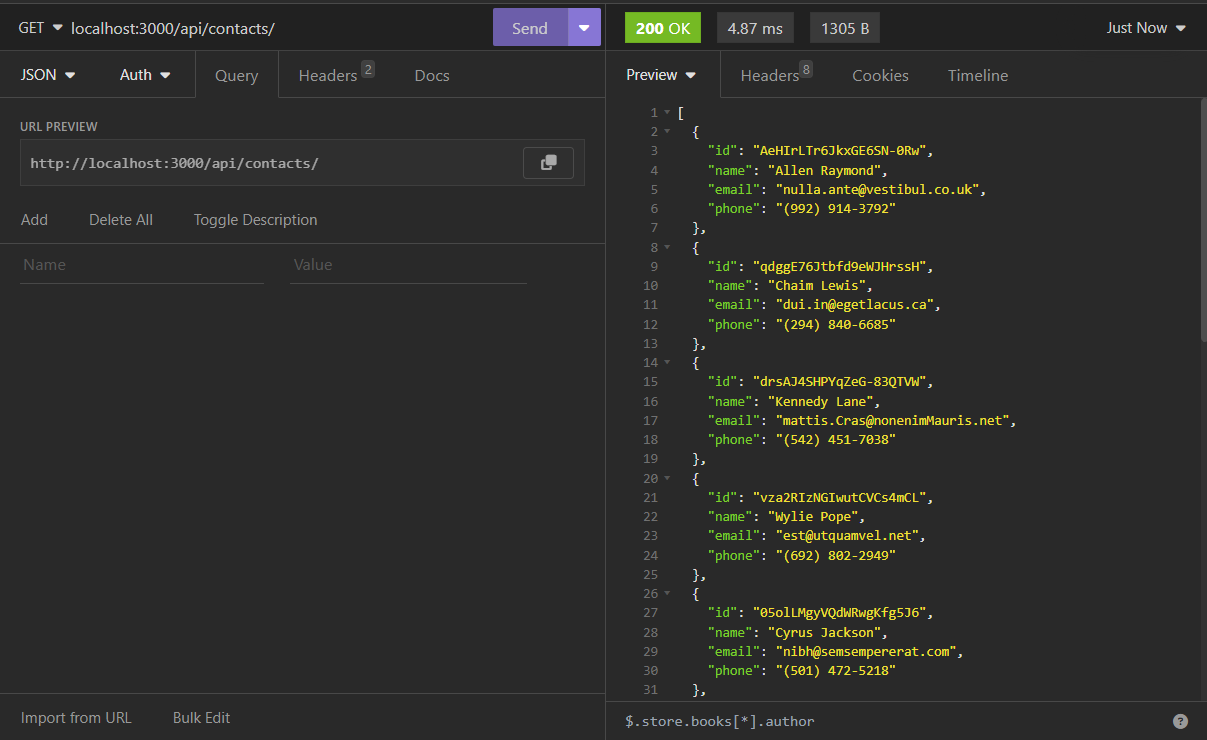 GET localhost:3000/api/contacts/ Send
200 OK 4.87 ms 1305 B Just Now
JSON Auth Query Headers 2 Docs
Preview Headers 8 Cookies Timeline
URL PREVIEW
http://localhost:3000/api/contacts/
Add Delete All Toggle Description
Name Value
Import from URL Bulk Edit
1 [
2 {
3 "id": "AeHIrLTr6JkxGE6SN-0Rw",
4 "name": "Allen Raymond",
5 "email": "nulla.ante@vestibul.co.uk",
6 "phone": "(992) 914-3792"
7 },
8 {
9 "id": "qdggE76Jtbfd9eWJHrssH",
10 "name": "Chaim Lewis",
11 "email": "dui.in@egetlacus.ca",
12 "phone": "(294) 840-6685"
13 },
14 {
15 "id": "drsAJ4SHPYqZeG-83QTVW",
16 "name": "Kennedy Lane",
17 "email": "mattis.Cras@nonenimMauris.net",
18 "phone": "(542) 451-7038"
19 },
20 {
21 "id": "vza2RIzNGIwutCVCs4mCL",
22 "name": "Wylie Pope",
23 "email": "est@utquamvel.net",
24 "phone": "(692) 802-2949"
25 },
26 {
27 "id": "05olLMgyVQdWRwgKfg5J6",
28 "name": "Cyrus Jackson",
29 "email": "nibh@semsempererat.com",
30 "phone": "(501) 472-5218"
31 },
$.store.books[*].author ?